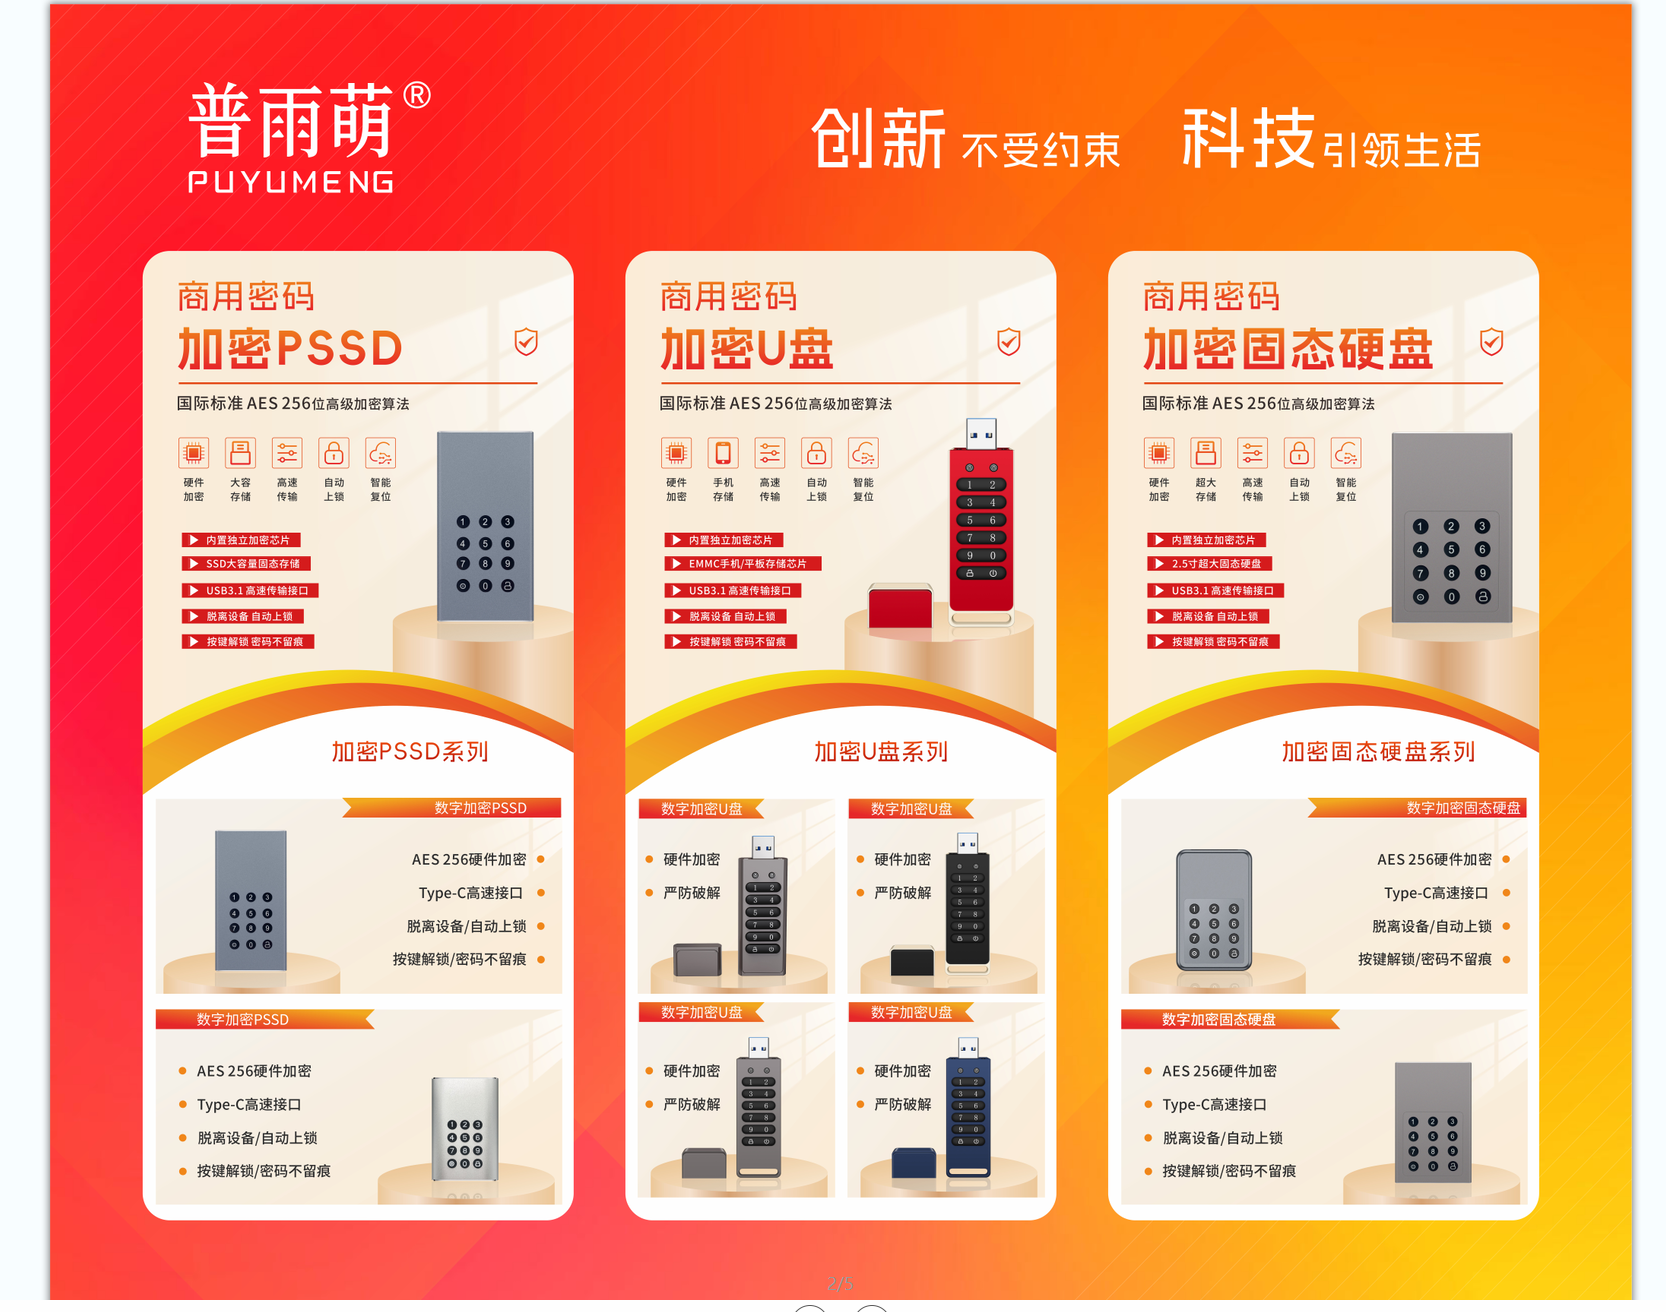 普雨萌®
PUYUMENG
创新 不受约束 科技引领生活
商用密码
加密PSSD
国际标准 AES 256位高级加密算法
硬件加密
大容存储
高速传输
自动上锁
智能复位
内置独立加密芯片
SSD大容量固态存储
USB3.1 高速传输接口
脱离设备 自动上锁
按键解锁 密码不留痕
加密PSSD系列
数字加密PSSD
AES 256硬件加密
Type-C高速接口
脱离设备/自动上锁
按键解锁/密码不留痕
数字加密PSSD
AES 256硬件加密
Type-C高速接口
脱离设备/自动上锁
按键解锁/密码不留痕
商用密码
加密U盘
国际标准 AES 256位高级加密算法
硬件加密
手机存储
高速传输
自动上锁
智能复位
内置独立加密芯片
EMMC手机/平板存储芯片
USB3.1 高速传输接口
脱离设备 自动上锁
按键解锁 密码不留痕
1 2
3 4
5 6
7 8
9 0
加密U盘系列
数字加密U盘
硬件加密
严防破解
数字加密U盘
硬件加密
严防破解
数字加密U盘
硬件加密
严防破解
数字加密U盘
硬件加密
严防破解
商用密码
加密固态硬盘
国际标准 AES 256位高级加密算法
硬件加密
超大存储
高速传输
自动上锁
智能复位
内置独立加密芯片
2.5寸超大固态硬盘
USB3.1 高速传输接口
脱离设备 自动上锁
按键解锁 密码不留痕
1 2 3
4 5 6
7 8 9
0
加密固态硬盘系列
数字加密固态硬盘
AES 256硬件加密
Type-C高速接口
脱离设备/自动上锁
按键解锁/密码不留痕
数字加密固态硬盘
AES 256硬件加密
Type-C高速接口
脱离设备/自动上锁
按键解锁/密码不留痕
2/5